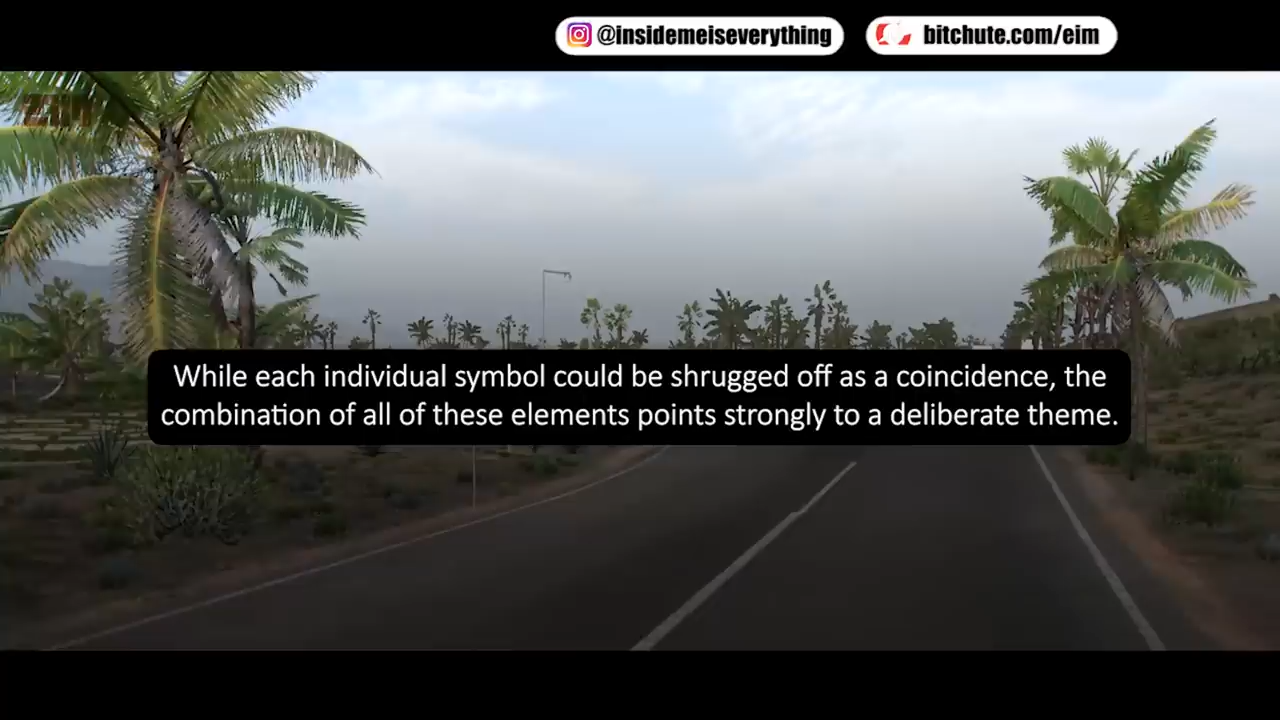 @insidemeiseverything
bitchute.com/eim
EIM
While each individual symbol could be shrugged off as a coincidence, the
combination of all of these elements points strongly to a deliberate theme.